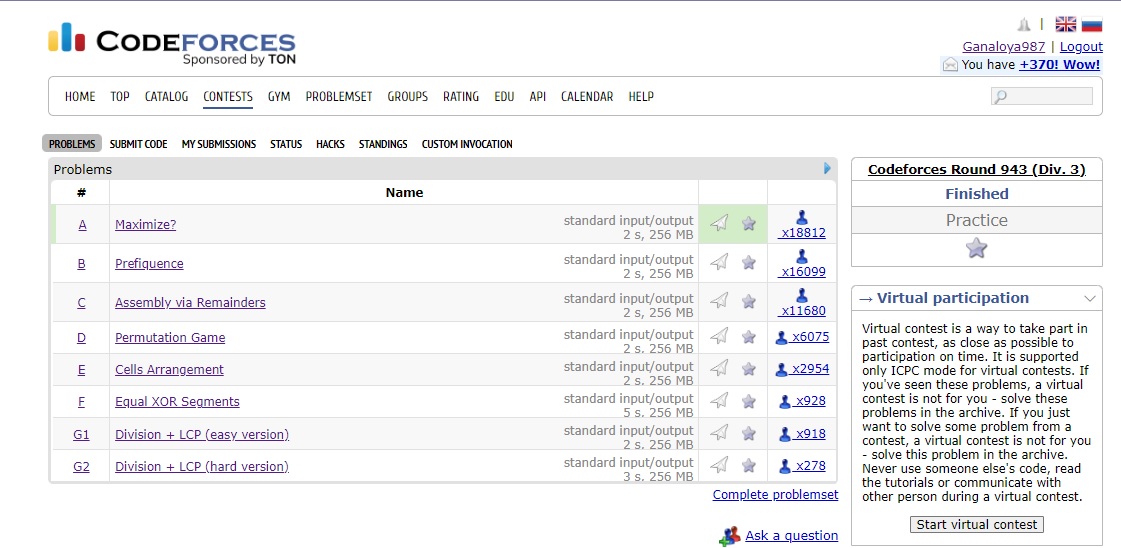 CODEFORCES
Sponsored by TON
|
Ganaloya987 | Logout
You have +370! Wow!
HOME TOP CATALOG CONTESTS GYM PROBLEMSET GROUPS RATING EDU API CALENDAR HELP
PROBLEMS SUBMIT CODE MY SUBMISSIONS STATUS HACKS STANDINGS CUSTOM INVOCATION
Problems
# Name
A Maximize? standard input/output
2 s, 256 MB
x18812
B Prefiquence standard input/output
2 s, 256 MB
x16099
C Assembly via Remainders standard input/output
2 s, 256 MB
x11680
D Permutation Game standard input/output
2 s, 256 MB
x6075
E Cells Arrangement standard input/output
2 s, 256 MB
x2954
F Equal XOR Segments standard input/output
5 s, 256 MB
x928
G1 Division + LCP (easy version) standard input/output
2 s, 256 MB
x918
G2 Division + LCP (hard version) standard input/output
3 s, 256 MB
x278
Complete problemset
Ask a question
Codeforces Round 943 (Div. 3)
Finished
Practice
→ Virtual participation
Virtual contest is a way to take part in
past contest, as close as possible to
participation on time. It is supported
only ICPC mode for virtual contests. If
you've seen these problems, a virtual
contest is not for you - solve these
problems in the archive. If you just
want to solve some problem from a
contest, a virtual contest is not for you
- solve this problem in the archive.
Never use someone else's code, read
the tutorials or communicate with
other person during a virtual contest.
Start virtual contest